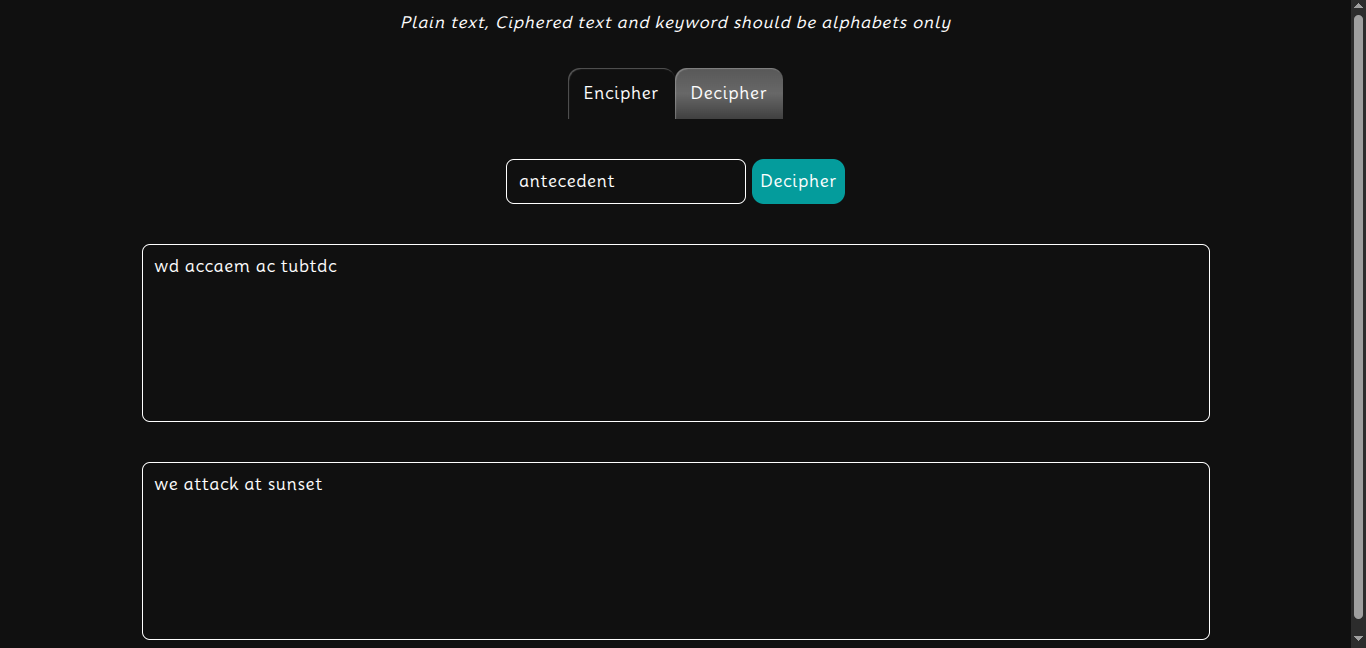 Plain text, Ciphered text and keyword should be alphabets only
Encipher Decipher
antecedent Decipher
wd accaem ac tubtdc
we attack at sunset